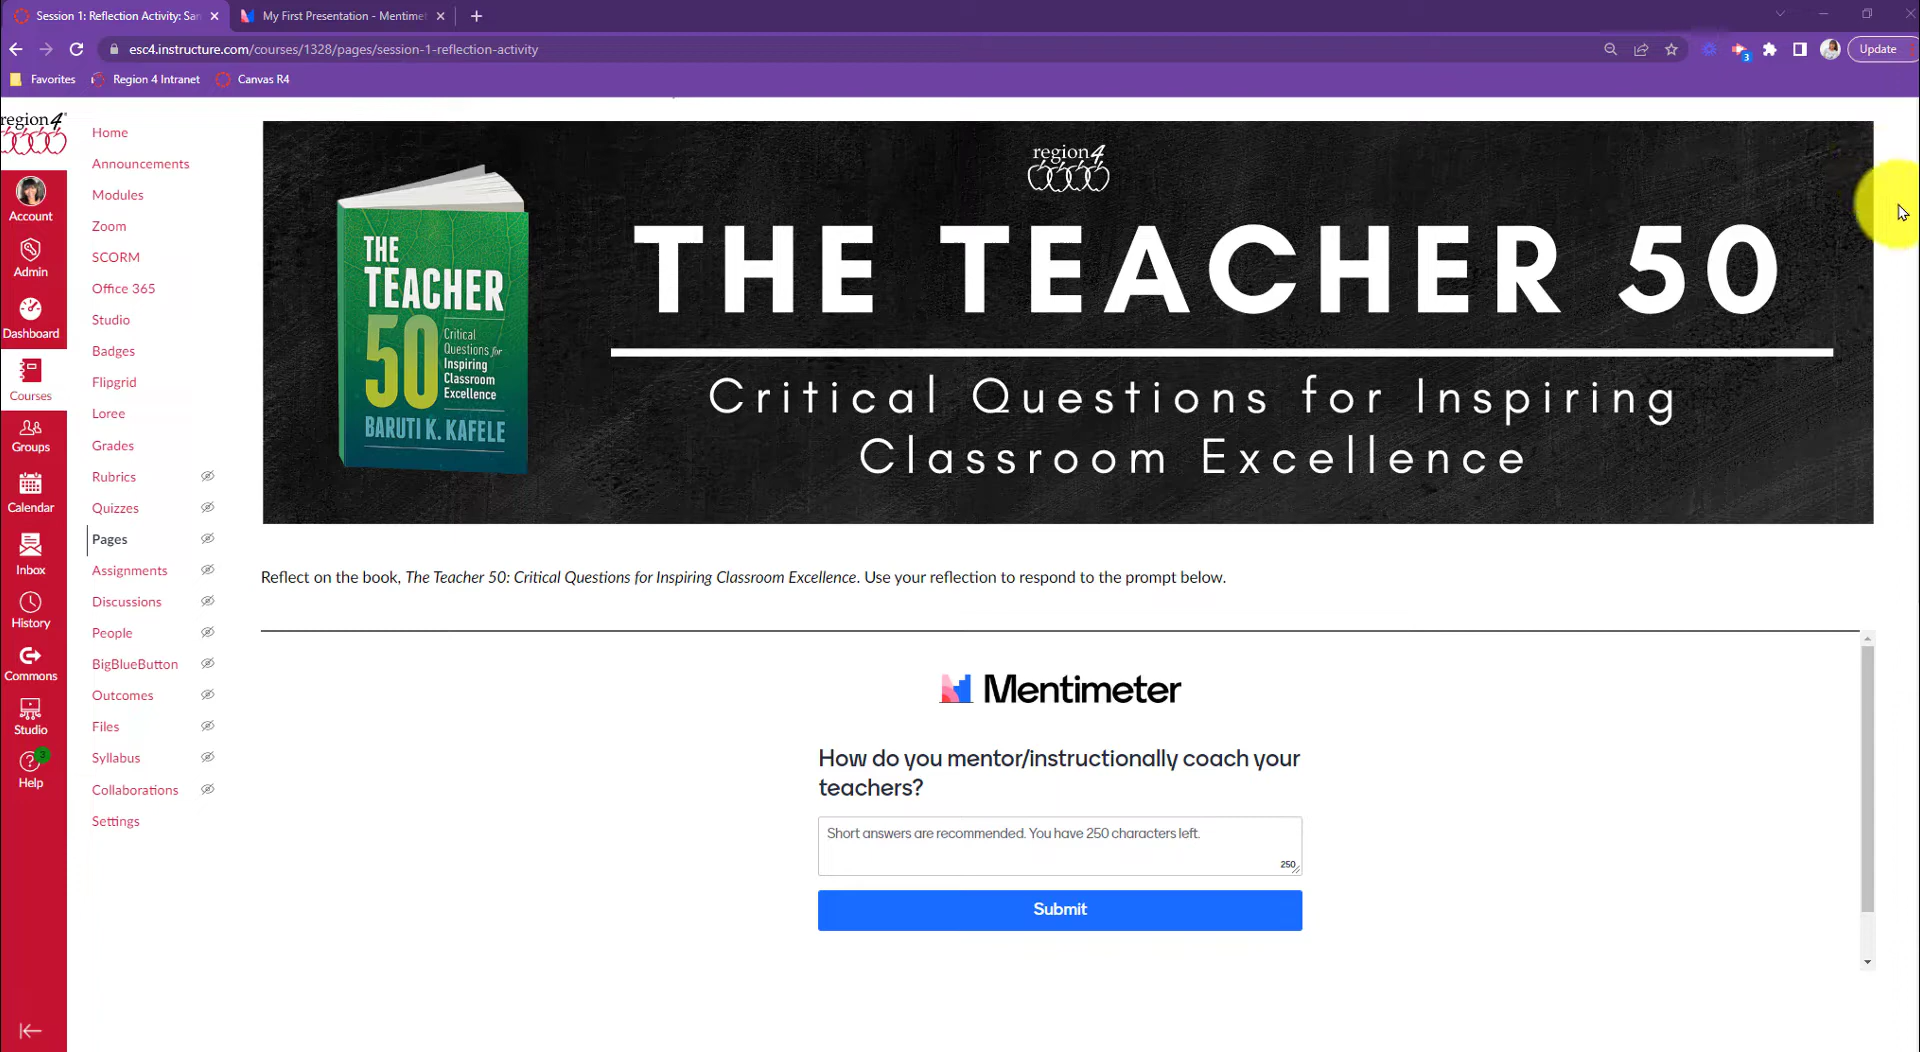 Session 1: Reflection Activity: San
My First Presentation - Mentimet
esc4.instructure.com/courses/1328/pages/session-1-reflection-activity
3
Update
Favorites
Region 4 Intranet
Canvas R4
region4
Account
Admin
Dashboard
Courses
Groups
Calendar
Inbox
History
Commons
Studio
3
Help
Home
Announcements
Modules
Zoom
SCORM
Office 365
Studio
Badges
Flipgrid
Loree
Grades
Rubrics
Quizzes
Pages
Assignments
Discussions
People
BigBlueButton
Outcomes
Files
Syllabus
Collaborations
Settings
THE
TEACHER
50
Critical
Questions for
Inspiring
Classroom
Excellence
BARUTI K. KAFELE
region4
THE TEACHER 50
Critical Questions for Inspiring
Classroom Excellence
Reflect on the book, The Teacher 50: Critical Questions for Inspiring Classroom Excellence. Use your reflection to respond to the prompt below.
Mentimeter
How do you mentor/instructionally coach your
teachers?
Short answers are recommended. You have 250 characters left.
250
Submit